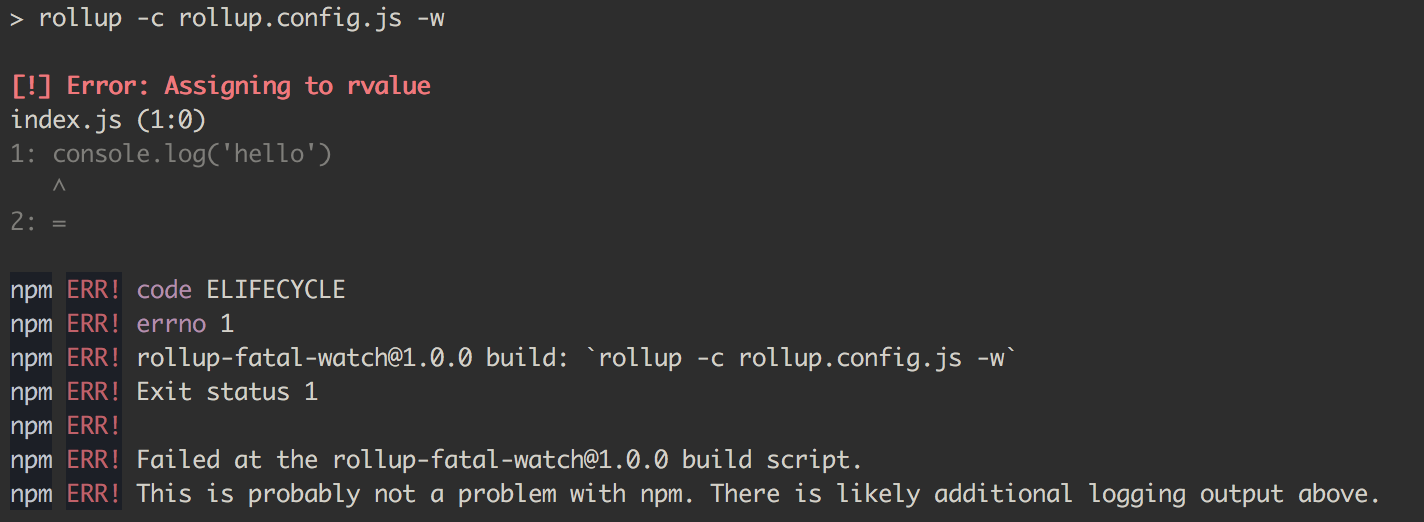 > rollup -c rollup.config.js -w
[!] Error: Assigning to rvalue
index.js (1:0)
1: console.log('hello')
   ^
2: =
npm ERR! code ELIFECYCLE
npm ERR! errno 1
npm ERR! rollup-fatal-watch@1.0.0 build: `rollup -c rollup.config.js -w`
npm ERR! Exit status 1
npm ERR!
npm ERR! Failed at the rollup-fatal-watch@1.0.0 build script.
npm ERR! This is probably not a problem with npm. There is likely additional logging output above.